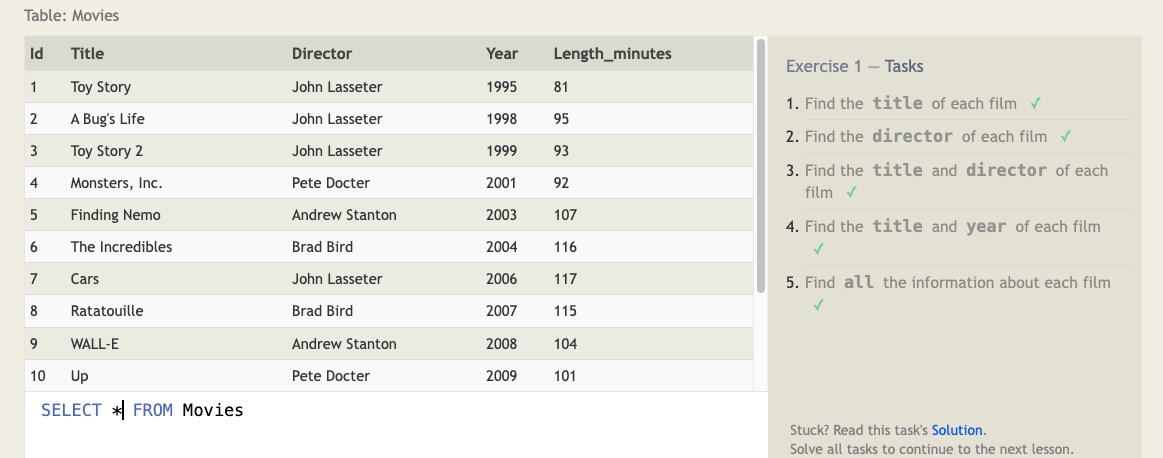 Table: Movies
Id Title Director Year Length_minutes
1 Toy Story John Lasseter 1995 81
2 A Bug's Life John Lasseter 1998 95
3 Toy Story 2 John Lasseter 1999 93
4 Monsters, Inc. Pete Docter 2001 92
5 Finding Nemo Andrew Stanton 2003 107
6 The Incredibles Brad Bird 2004 116
7 Cars John Lasseter 2006 117
8 Ratatouille Brad Bird 2007 115
9 WALL-E Andrew Stanton 2008 104
10 Up Pete Docter 2009 101
SELECT * FROM Movies
Exercise 1 — Tasks
1. Find the title of each film ✓
2. Find the director of each film ✓
3. Find the title and director of each
film ✓
4. Find the title and year of each film
✓
5. Find all the information about each film
✓
Stuck? Read this task's Solution.
Solve all tasks to continue to the next lesson.